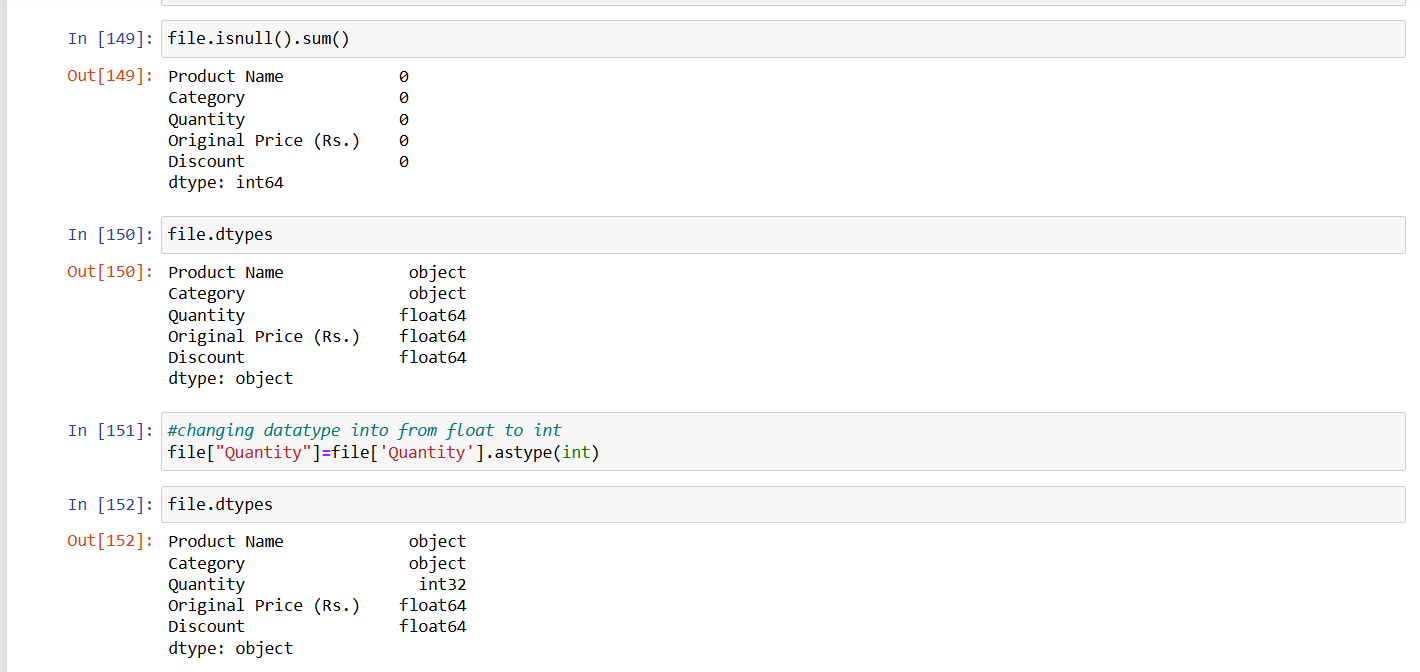 In [149]: file.isnull().sum()
Out[149]: Product Name 0
Category 0
Quantity 0
Original Price (Rs.) 0
Discount 0
dtype: int64
In [150]: file.dtypes
Out[150]: Product Name object
Category object
Quantity float64
Original Price (Rs.) float64
Discount float64
dtype: object
In [151]: #changing datatype into from float to int
file["Quantity"]=file['Quantity'].astype(int)
In [152]: file.dtypes
Out[152]: Product Name object
Category object
Quantity int32
Original Price (Rs.) float64
Discount float64
dtype: object